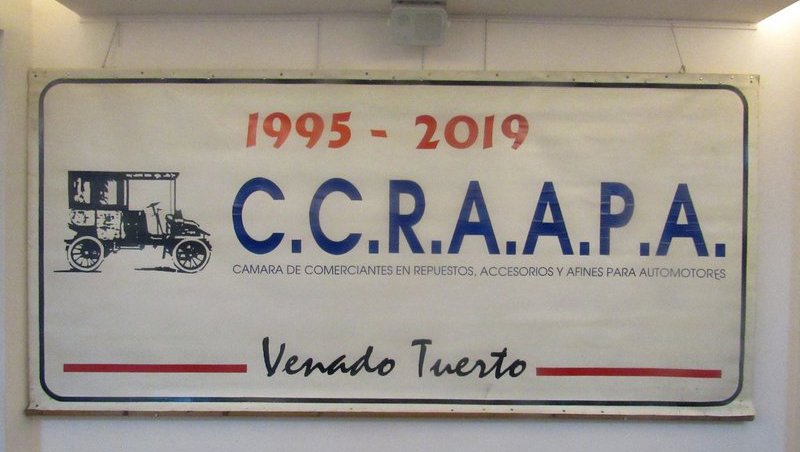 1995 - 2019
C.C.R.A.A.P.A.
CAMARA DE COMERCIANTES EN REPUESTOS, ACCESORIOS Y AFINES PARA AUTOMOTORES
Venado Tuerto